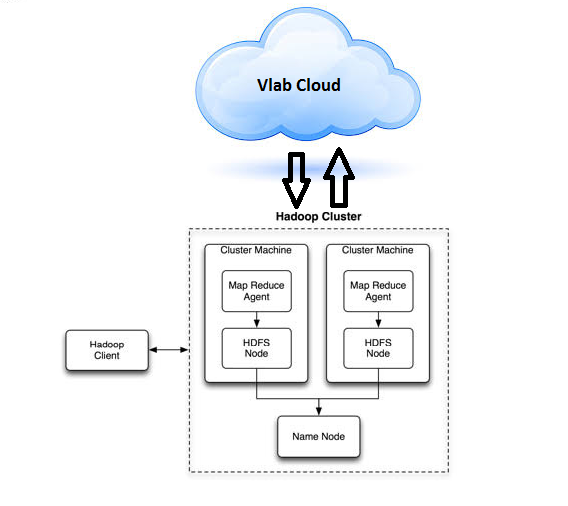 Vlab Cloud
Hadoop Cluster
Cluster Machine
Cluster Machine
Map Reduce
Agent
Map Reduce
Agent
HDFS
Node
HDFS
Node
Hadoop
Client
Name Node